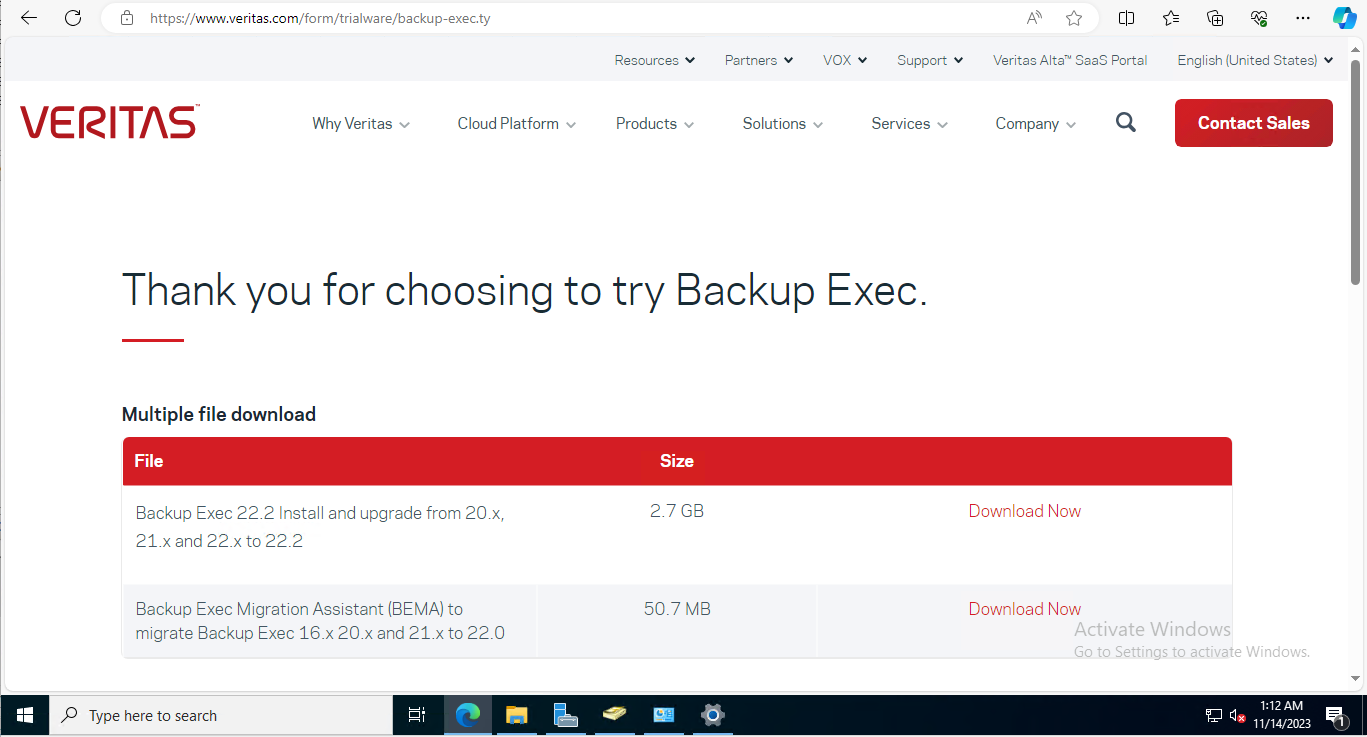 https://www.veritas.com/form/trialware/backup-exec.ty
Resources Partners VOX Support Veritas Alta™ SaaS Portal English (United States)
VERITAS™ Why Veritas Cloud Platform Products Solutions Services Company Contact Sales
Thank you for choosing to try Backup Exec.
Multiple file download
File Size
Backup Exec 22.2 Install and upgrade from 20.x, 2.7 GB Download Now
21.x and 22.x to 22.2
Backup Exec Migration Assistant (BEMA) to 50.7 MB Download Now
migrate Backup Exec 16.x 20.x and 21.x to 22.0
Activate Windows
Go to Settings to activate Windows.
Type here to search
1:12 AM
11/14/2023
1